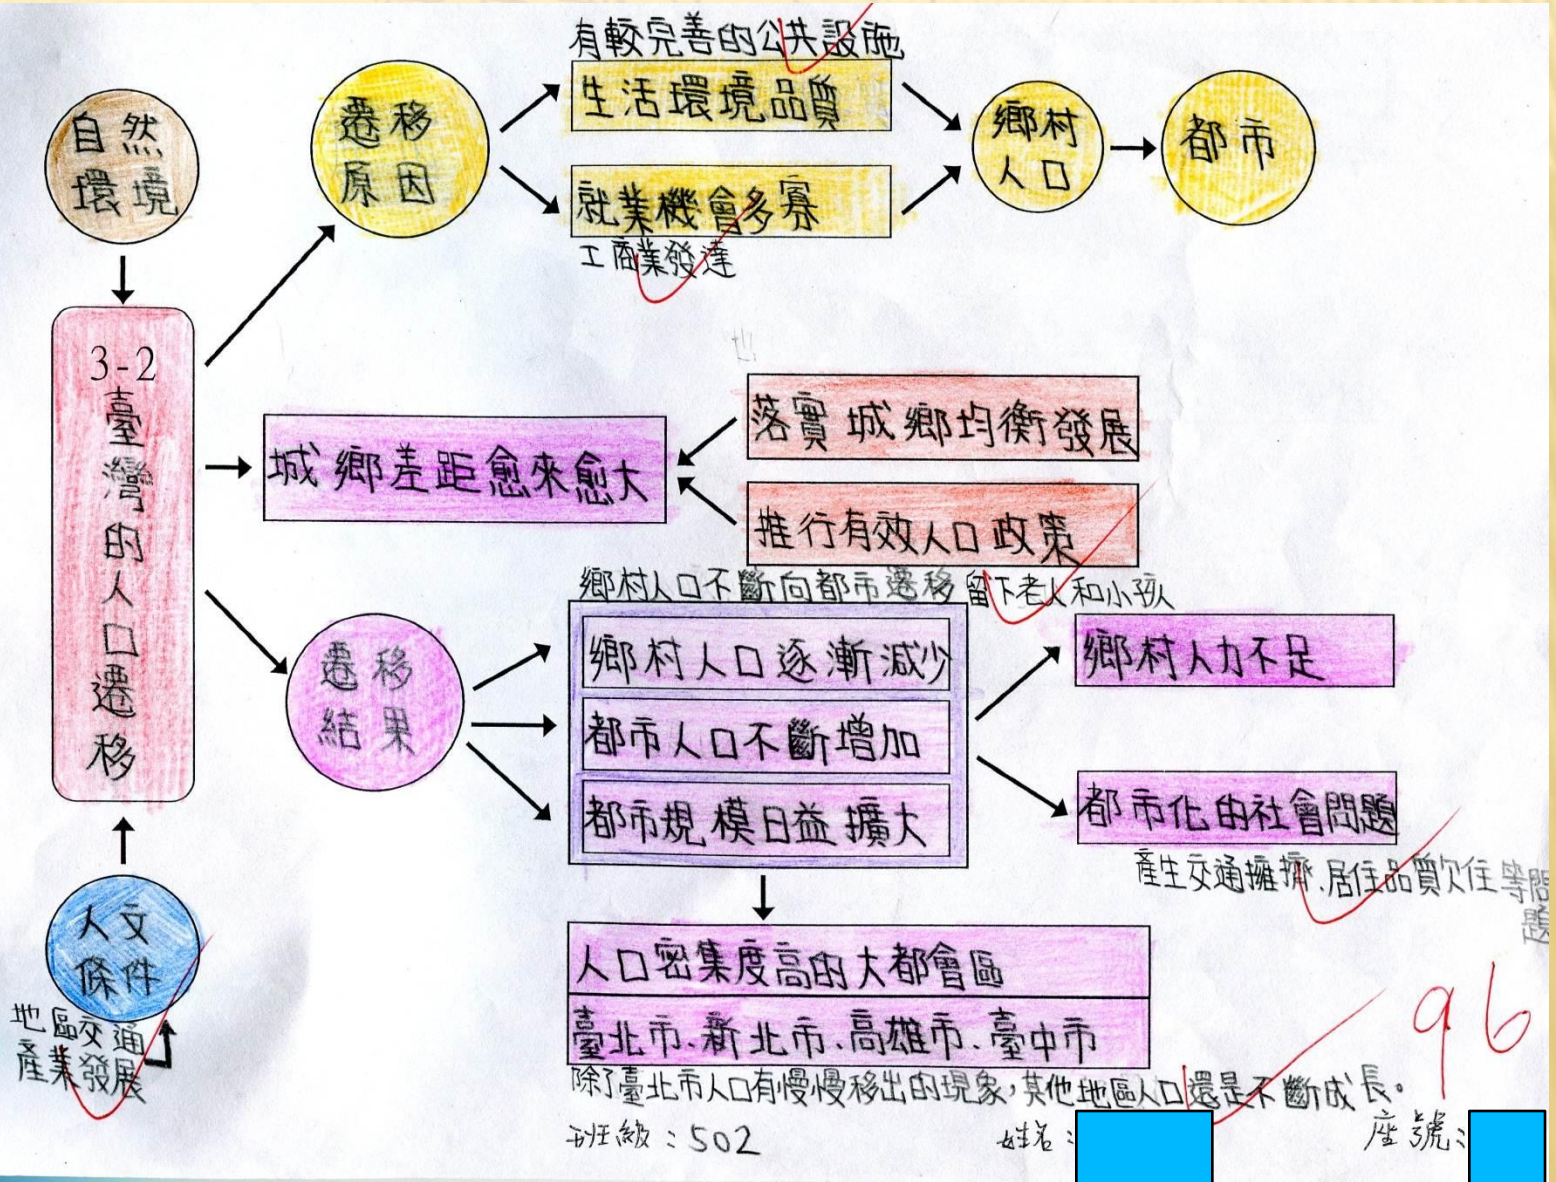 自然
環境
3-2
臺灣的人口遷移
人文
條件
地區交通
產業發展
遷移
原因
有較完善的公共設施
生活環境品質
就業機會多寡
工商業發達
鄉村
人口
都市
城鄉差距愈來愈大
落實城鄉均衡發展
推行有效人口政策
遷移
結果
鄉村人口不斷向都市遷移 留下老人和小孩
鄉村人口逐漸減少
都市人口不斷增加
都市規模日益擴大
鄉村人力不足
都市化的社會問題
產生交通擁擠、居住品質欠佳等問
題
人口密集度高的大都會區
臺北市、新北市、高雄市、臺中市
除了臺北市人口有慢慢移出的現象,其他地區人口還是不斷成長。
96
班級:502
姓名:
座號: